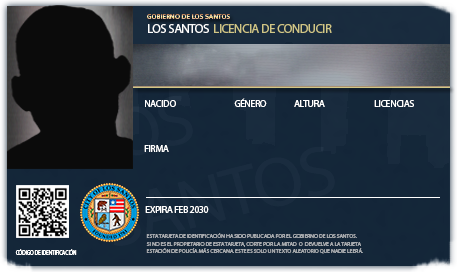 GOBIERNO DE LOS SANTOS
LOS SANTOS LICENCIA DE CONDUCIR
NACIDO GÉNERO ALTURA LICENCIAS
FIRMA
LOS
SANTOS
EXPIRA FEB 2030
CÓDIGO DE IDENTIFICACIÓN
ESTA TARJETA DE IDENTIFICACIÓN HA SIDO PUBLICADA POR EL GOBIERNO DE LOS SANTOS.
SI NO ES EL PROPIETARIO DE ESTA TARJETA, CORTE POR LA MITAD O DEVUELVE A LA TARJETA
ESTACIÓN DE POLICÍA MÁS CERCANA. ESTE ES SOLO UN TEXTO ALEATORIO QUE NADIE LEERÁ.